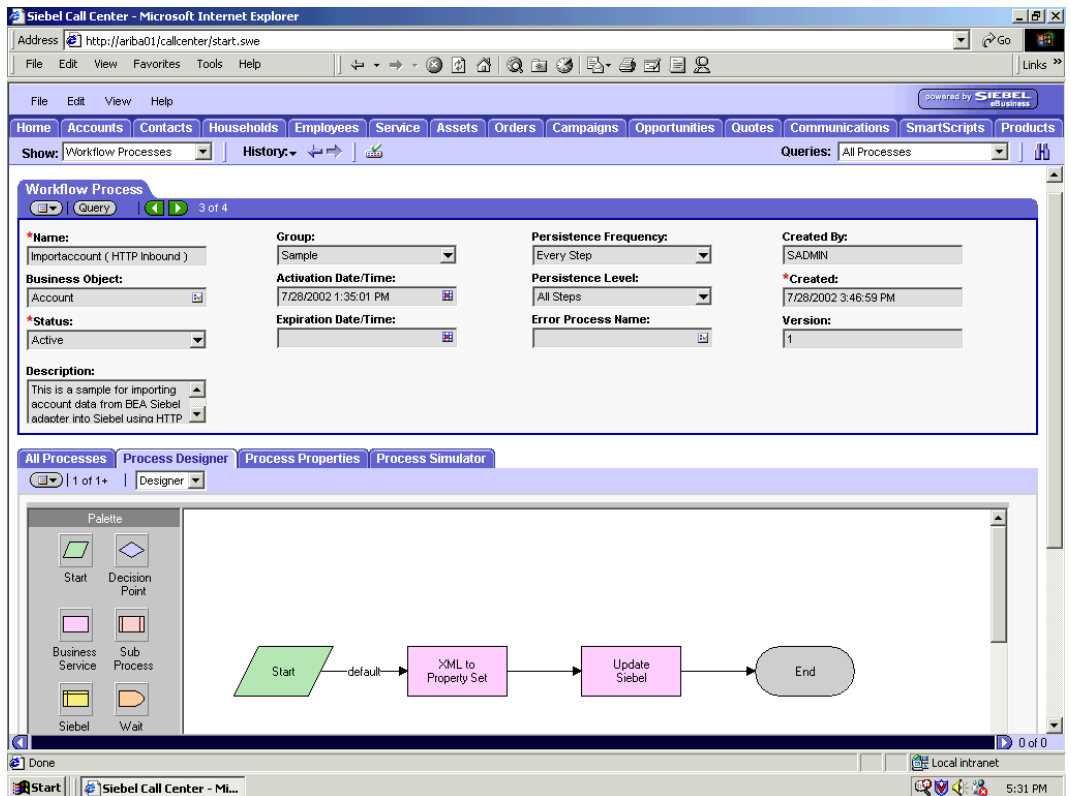 Siebel Call Center - Microsoft Internet Explorer
Address http://ariba01/callcenter/start.swe Go
File Edit View Favorites Tools Help Links »
File Edit View Help powered by SIEBEL eBusiness
Home Accounts Contacts Households Employees Service Assets Orders Campaigns Opportunities Quotes Communications SmartScripts Products
Show: Workflow Processes History: Queries: All Processes
Workflow Process
Query 3 of 4
*Name: Group: Persistence Frequency: Created By:
Importaccount ( HTTP Inbound ) Sample Every Step SADMIN
Business Object: Activation Date/Time: Persistence Level: *Created:
Account 7/28/2002 1:35:01 PM All Steps 7/28/2002 3:46:59 PM
*Status: Expiration Date/Time: Error Process Name: Version:
Active 1
Description:
This is a sample for importing
account data from BEA Siebel
adapter into Siebel using HTTP
All Processes Process Designer Process Properties Process Simulator
1 of 1+ Designer
Palette
Start Decision Point
Business Service Sub Process
Siebel Wait
Start default XML to Property Set Update Siebel End
0 of 0
Done Local intranet
Start Siebel Call Center - Mi... 5:31 PM